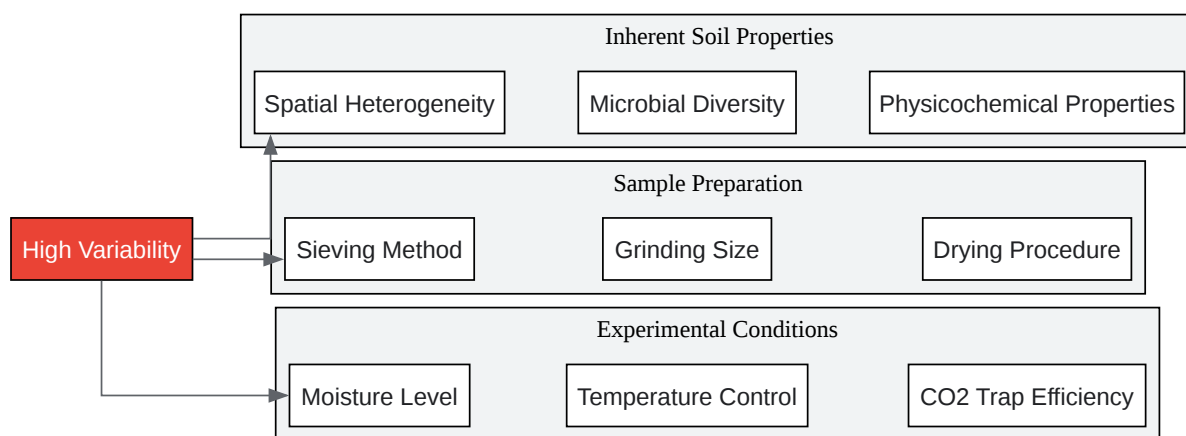 Inherent Soil Properties
Spatial Heterogeneity
Microbial Diversity
Physicochemical Properties
Sample Preparation
High Variability
Sieving Method
Grinding Size
Drying Procedure
Experimental Conditions
Moisture Level
Temperature Control
CO2 Trap Efficiency